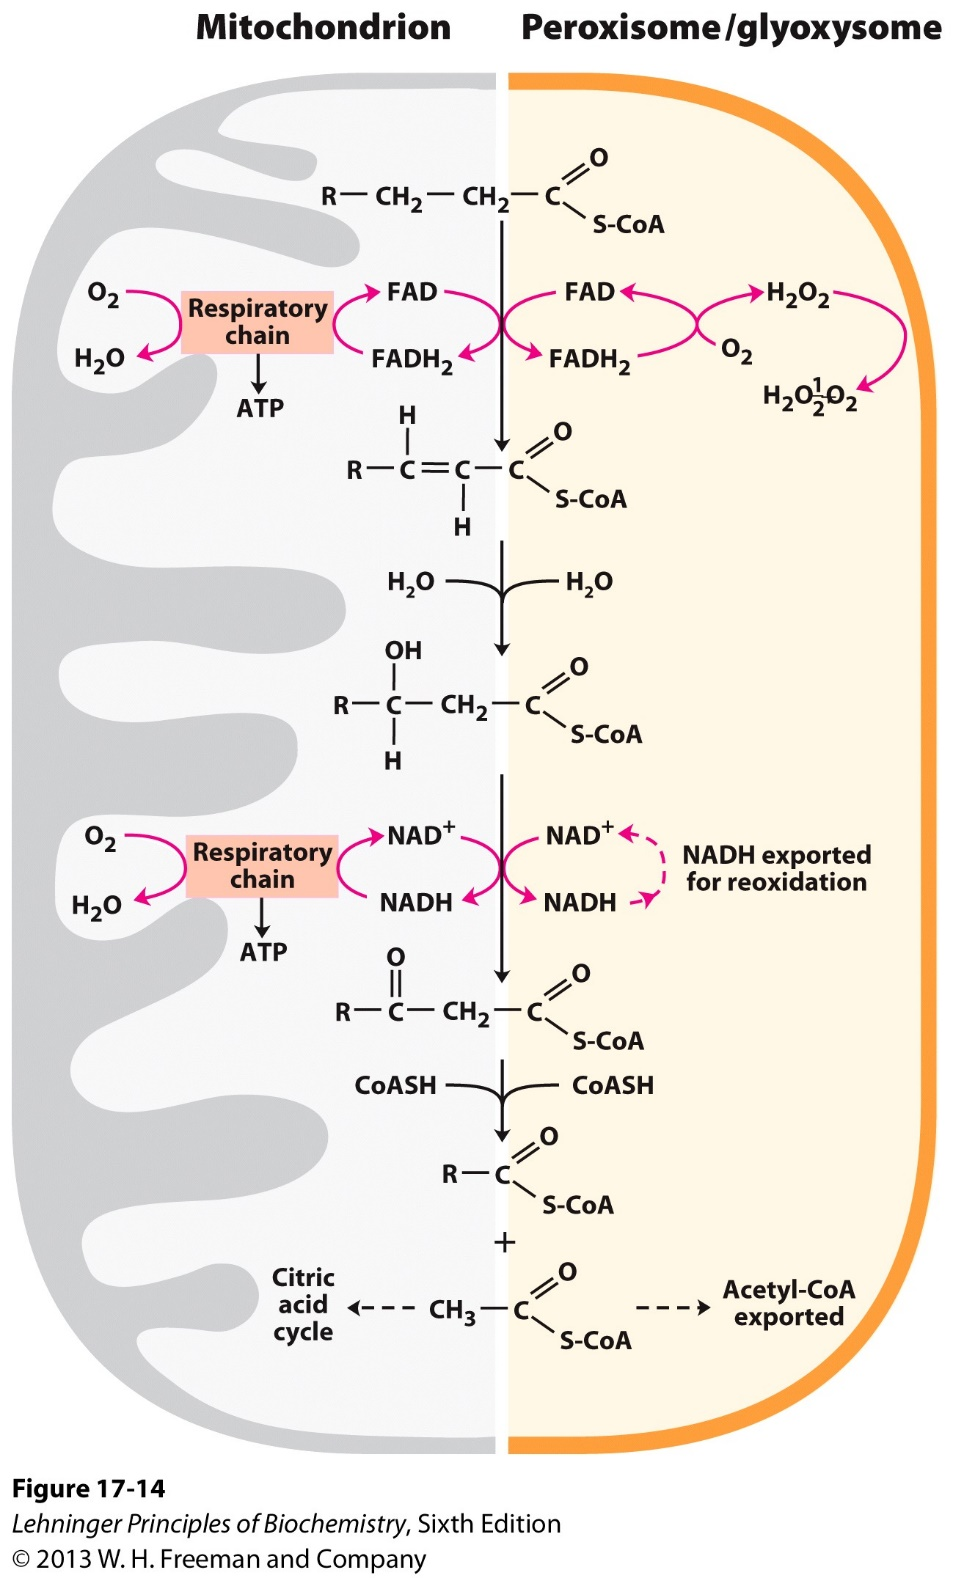 Mitochondrion Peroxisome/glyoxysome
O
R—CH₂—CH₂—C
S-CoA
O₂ Respiratory chain FAD FAD H₂O₂
H₂O FADH₂ FADH₂ O₂
ATP H₂O½O₂
H O
R—C=C—C
S-CoA
H
H₂O H₂O
OH O
R—C—CH₂—C
S-CoA
H
O₂ Respiratory chain NAD⁺ NAD⁺ NADH exported
H₂O NADH NADH for reoxidation
ATP
O O
R—C—CH₂—C
S-CoA
CoASH CoASH
O
R—C
S-CoA
+
Citric O Acetyl-CoA
acid CH₃—C exported
cycle S-CoA
Figure 17-14
Lehninger Principles of Biochemistry, Sixth Edition
© 2013 W. H. Freeman and Company